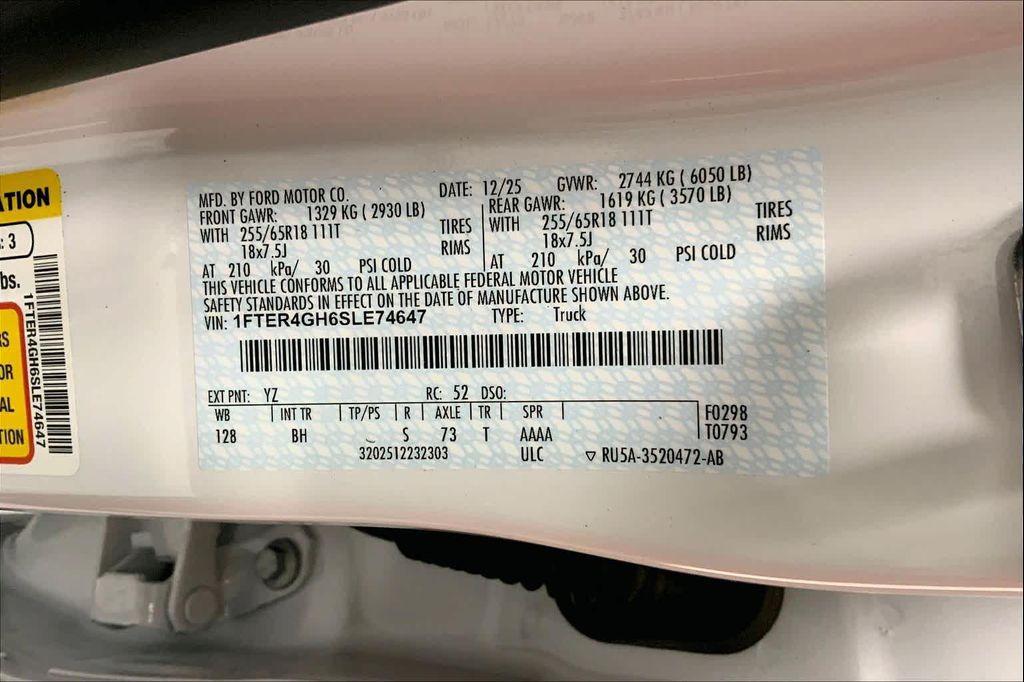 MFD. BY FORD MOTOR CO.
DATE: 12/25 GVWR: 2744 KG ( 6050 LB)
FRONT GAWR: 1329 KG ( 2930 LB)
WITH 255/65R18 111T TIRES
18x7.5J RIMS
AT 210 kPa/ 30 PSI COLD
REAR GAWR: 1619 KG ( 3570 LB)
WITH 255/65R18 111T TIRES
18x7.5J RIMS
AT 210 kPa/ 30 PSI COLD
THIS VEHICLE CONFORMS TO ALL APPLICABLE FEDERAL MOTOR VEHICLE
SAFETY STANDARDS IN EFFECT ON THE DATE OF MANUFACTURE SHOWN ABOVE.
VIN: 1FTER4GH6SLE74647 TYPE: Truck
EXT PNT: YZ RC: 52 DSO:
WB INT TR TP/PS R AXLE TR SPR
128 BH S 73 T AAAA
F0298
T0793
3202512232303 ULC ▽ RU5A-3520472-AB
: 3
bs.
1FTER4GH6SLE74647